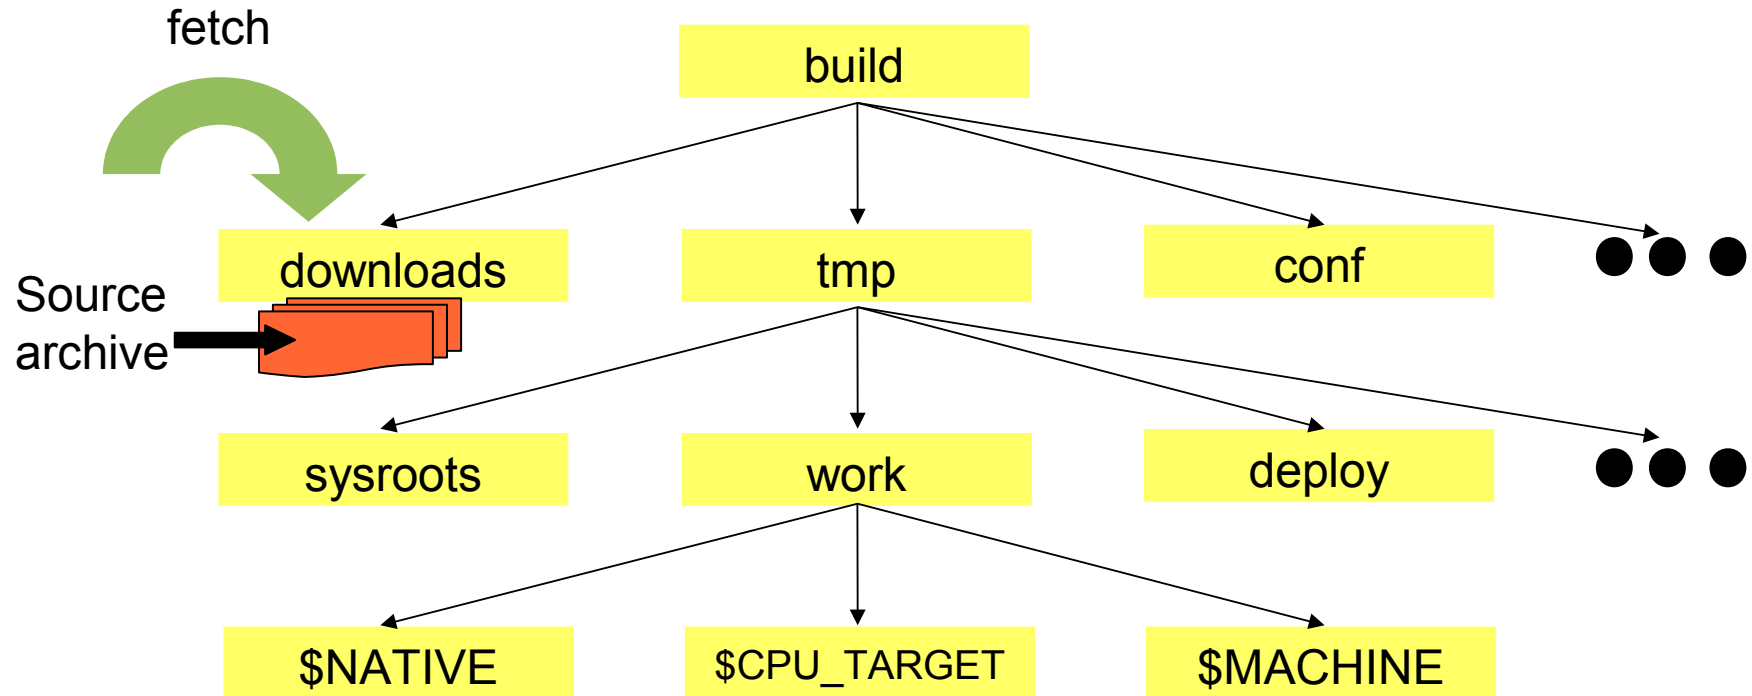 fetch
build
downloads
tmp
conf
Source
archive
sysroots
work
deploy
$NATIVE
$CPU_TARGET
$MACHINE